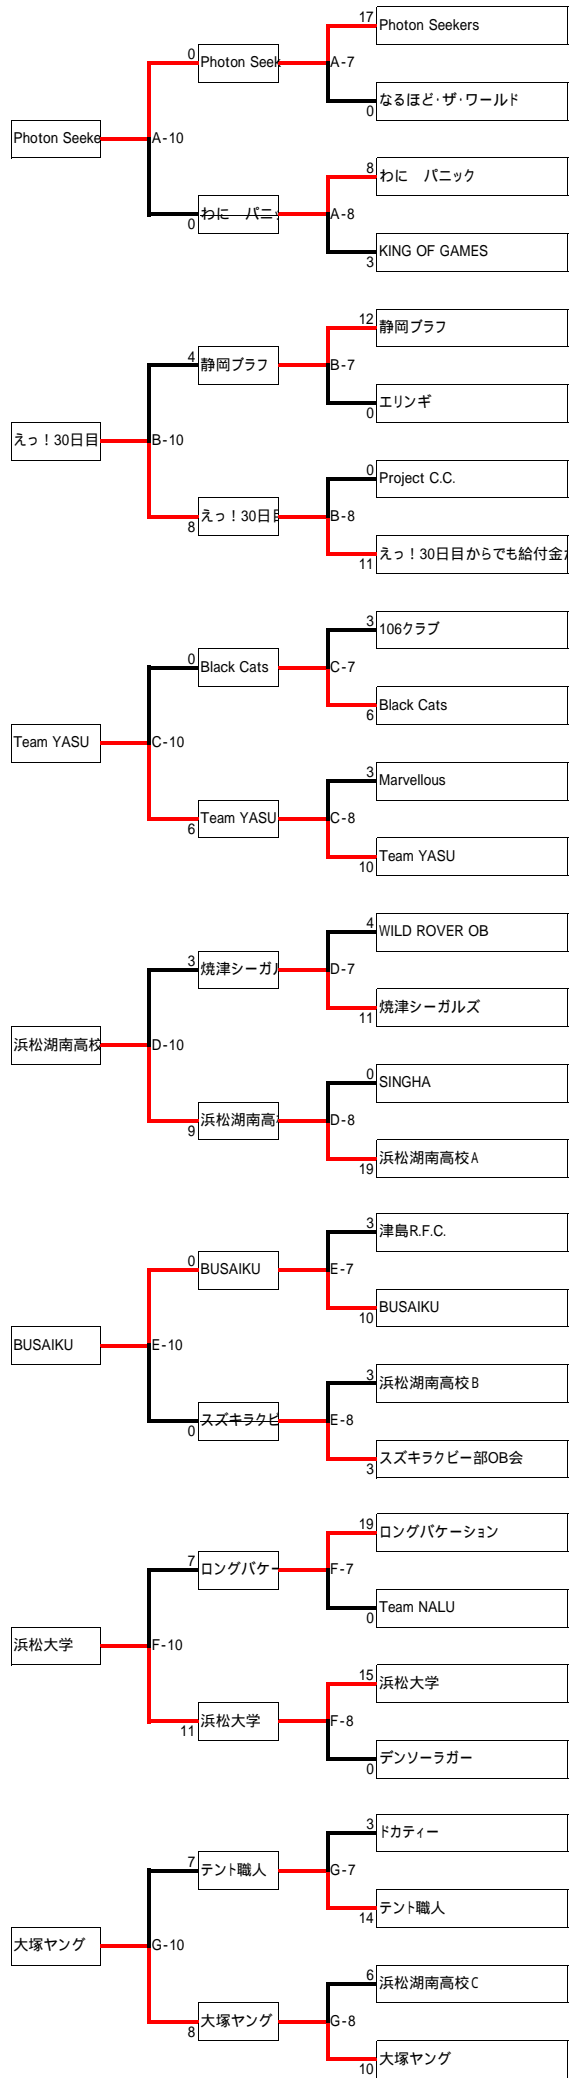 17
Photon Seekers
0
Photon Seek
A-7
なるほど・ザ・ワールド
0
Photon Seeke
A-10
8
わに　パニック
0
わに　パニッ
A-8
KING OF GAMES
3
12
静岡ブラフ
4
静岡ブラフ
B-7
エリンギ
0
えっ！30日目
B-10
0
Project C.C.
8
えっ！30日目
B-8
えっ！30日目からでも給付金が
11
3
106クラブ
0
Black Cats
C-7
Black Cats
6
Team YASU
C-10
3
Marvellous
6
Team YASU
C-8
Team YASU
10
4
WILD ROVER OB
3
焼津シーガル
D-7
焼津シーガルズ
11
浜松湖南高校
D-10
0
SINGHA
9
浜松湖南高校
D-8
浜松湖南高校A
19
3
津島R.F.C.
0
BUSAIKU
E-7
BUSAIKU
10
BUSAIKU
E-10
3
浜松湖南高校B
0
スズキラクビ
E-8
スズキラクビー部OB会
3
19
ロングバケーション
7
ロングバケー
F-7
Team NALU
0
浜松大学
F-10
15
浜松大学
11
浜松大学
F-8
デンソーラガー
0
3
ドカティー
7
テント職人
G-7
テント職人
14
大塚ヤング
G-10
6
浜松湖南高校C
8
大塚ヤング
G-8
大塚ヤング
10